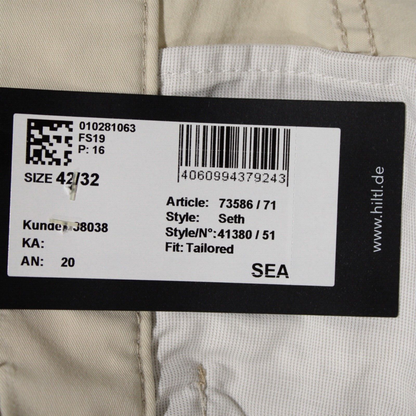 010281063
FS19
P: 16
SIZE 42/32
4060994379243
Article: 73586 / 71
Style: Seth
Style/N°: 41380 / 51
Fit: Tailored
KA:
AN: 20
SEA
www.hiltl.de